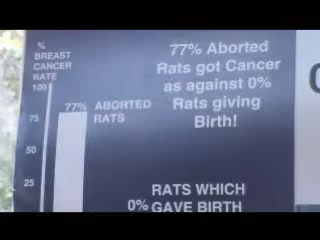 %
BREAST
CANCER
RATE
100
75
50
25
77% ABORTED
RATS
77% Aborted
Rats got Cancer
as against 0%
Rats giving
Birth!
RATS WHICH
0% GAVE BIRTH